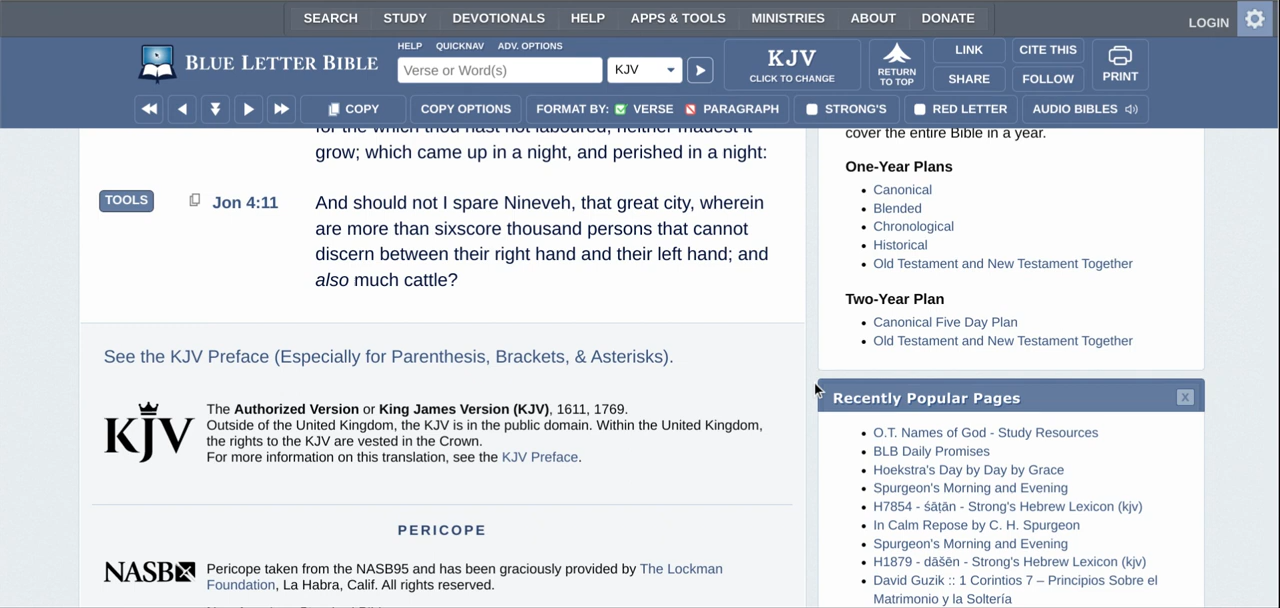 SEARCH STUDY DEVOTIONALS HELP APPS & TOOLS MINISTRIES ABOUT DONATE LOGIN
BLUE LETTER BIBLE
HELP QUICKNAV ADV. OPTIONS
Verse or Word(s) KJV
KJV
CLICK TO CHANGE
RETURN
TO TOP
LINK CITE THIS
SHARE FOLLOW
PRINT
COPY COPY OPTIONS FORMAT BY: VERSE PARAGRAPH STRONG'S RED LETTER AUDIO BIBLES
for the which thou hast not laboured, neither madest it
grow; which came up in a night, and perished in a night:
TOOLS Jon 4:11 And should not I spare Nineveh, that great city, wherein
are more than sixscore thousand persons that cannot
discern between their right hand and their left hand; and
also much cattle?
See the KJV Preface (Especially for Parenthesis, Brackets, & Asterisks).
KJV
The Authorized Version or King James Version (KJV), 1611, 1769.
Outside of the United Kingdom, the KJV is in the public domain. Within the United Kingdom,
the rights to the KJV are vested in the Crown.
For more information on this translation, see the KJV Preface.
PERICOPE
NASB
Pericope taken from the NASB95 and has been graciously provided by The Lockman
Foundation, La Habra, Calif. All rights reserved.
cover the entire Bible in a year.
One-Year Plans
Canonical
Blended
Chronological
Historical
Old Testament and New Testament Together
Two-Year Plan
Canonical Five Day Plan
Old Testament and New Testament Together
Recently Popular Pages X
O.T. Names of God - Study Resources
BLB Daily Promises
Hoekstra's Day by Day by Grace
Spurgeon's Morning and Evening
H7854 - śāṭān - Strong's Hebrew Lexicon (kjv)
In Calm Repose by C. H. Spurgeon
Spurgeon's Morning and Evening
H1879 - dāšēn - Strong's Hebrew Lexicon (kjv)
David Guzik :: 1 Corintios 7 – Principios Sobre el
Matrimonio y la Soltería